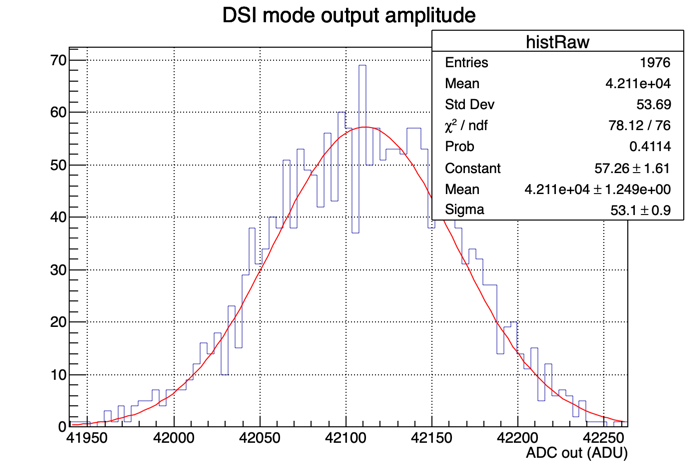 DSI mode output amplitude
histRaw
Entries 1976
Mean 4.211e+04
Std Dev 53.69
χ² / ndf 78.12 / 76
Prob 0.4114
Constant 57.26 ± 1.61
Mean 4.211e+04 ± 1.249e+00
Sigma 53.1 ± 0.9
70
60
50
40
30
20
10
0
41950 42000 42050 42100 42150 42200 42250
ADC out (ADU)